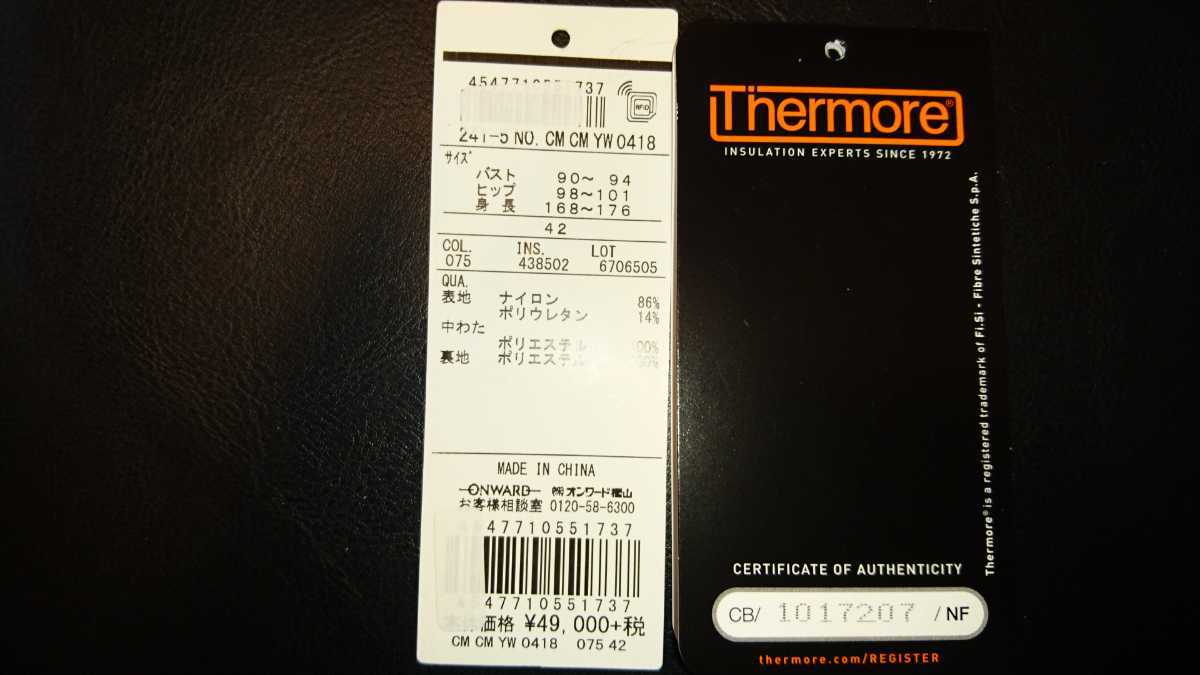 4547710551737
RFID
241-5 NO. CM CM YW 0418
サイズ
バスト 90～ 94
ヒップ 98～101
身 長 168～176
42
COL. INS. LOT
075 438502 6706505
QUA.
表地 ナイロン 86%
ポリウレタン 14%
中わた
ポリエステル 100%
裏地 ポリエステル
MADE IN CHINA
ONWARD ㈱オンワード樫山
お客様相談室 0120-58-6300
47710551737
47710551737
価格 ¥49,000+税
CM CM YW 0418 075 42
Thermore®
INSULATION EXPERTS SINCE 1972
Thermore® is a registered trademark of Fi.Si - Fibre Sintetiche S.p.A.
CERTIFICATE OF AUTHENTICITY
CB/ 1017207 /NF
thermore.com/REGISTER